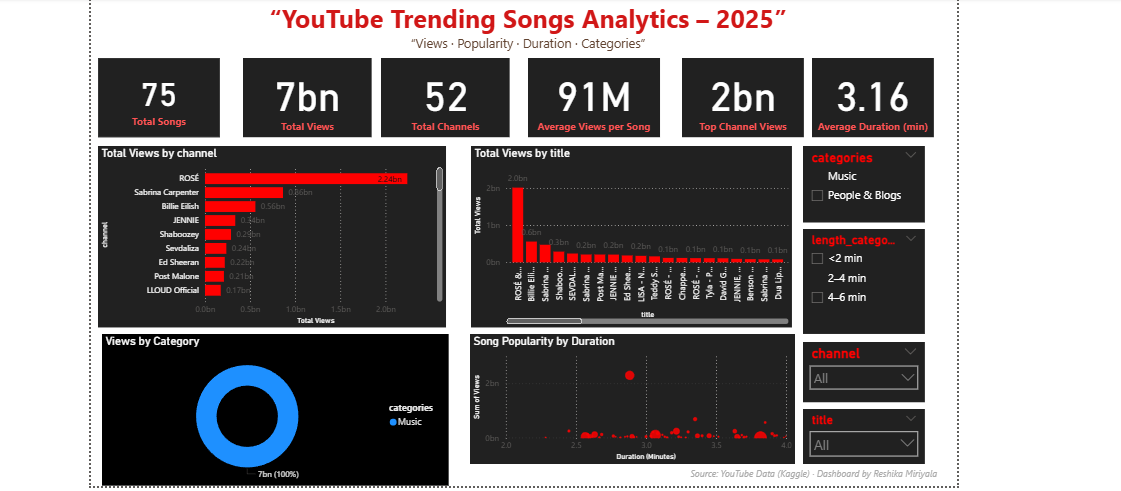 “YouTube Trending Songs Analytics – 2025”
“Views · Popularity · Duration · Categories”
75
Total Songs
7bn
Total Views
52
Total Channels
91M
Average Views per Song
2bn
Top Channel Views
3.16
Average Duration (min)
Total Views by channel
channel
ROSÉ 2.24bn
Sabrina Carpenter 0.86bn
Billie Eilish 0.56bn
JENNIE 0.34bn
Shaboozey 0.29bn
Sevdaliza 0.24bn
Ed Sheeran 0.22bn
Post Malone 0.21bn
LLOUD Official 0.17bn
0.0bn 0.5bn 1.0bn 1.5bn 2.0bn
Total Views
Total Views by title
Total Views
2bn
1bn
0bn
2.0bn 0.6bn 0.3bn 0.2bn 0.2bn 0.2bn 0.1bn 0.1bn 0.1bn 0.1bn 0.1bn
ROSÉ &...
Billie Eili...
Sabrina ...
Shaboo...
SEVDAL...
Sabrina ...
Post Ma...
JENNIE ...
Ed Shee...
LISA - N...
Teddy S...
ROSÉ - ...
Chappe...
ROSÉ - ...
Tyla - P...
David G...
JENNIE, ...
Benson ...
Sabrina ...
Dua Lip...
title
categories
Music
People & Blogs
length_catego...
<2 min
2–4 min
4–6 min
Views by Category
categories
Music
7bn (100%)
Song Popularity by Duration
Sum of Views
2bn
0bn
2.0 2.5 3.0 3.5 4.0
Duration (Minutes)
channel
All
title
All
Source: YouTube Data (Kaggle) · Dashboard by Reshika Miriyala